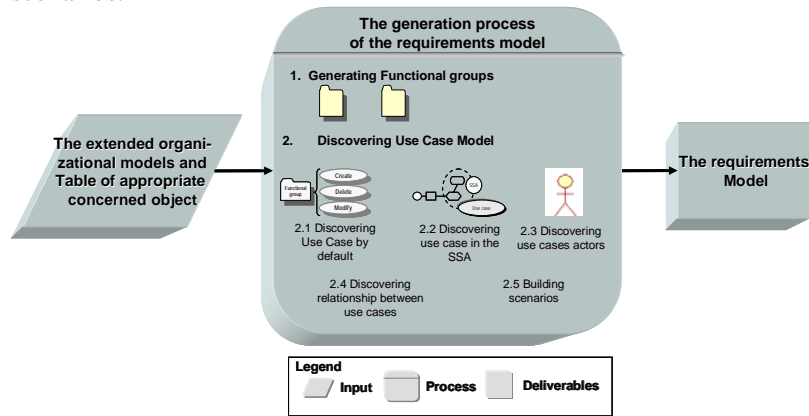 The generation process
of the requirements model
1. Generating Functional groups
2. Discovering Use Case Model
The extended organi-
zational models and
Table of appropriate
concerned object
Functional
group
Create
Delete
Modify
SSA
Use case
2.1 Discovering
Use Case by
default
2.2 Discovering
use case in the
SSA
2.3 Discovering
use cases actors
2.4 Discovering
relationship between
use cases
2.5 Building
scenarios
The requirements
Model
Legend
Input
Process
Deliverables